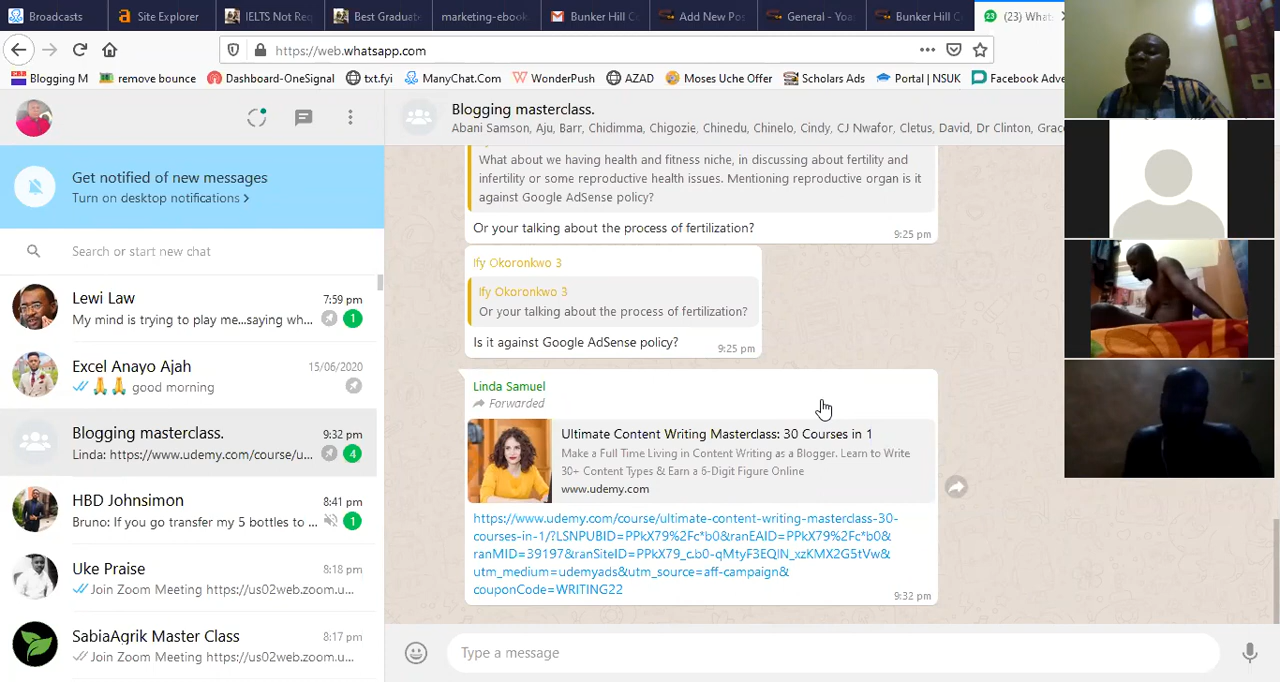 Broadcasts
Site Explorer
IELTS Not Req
Best Graduat
marketing-ebook
Bunker Hill C
Add New Pos
General - Yoa
Bunker Hill C
23
(23) What
https://web.whatsapp.com
Blogging M
remove bounce
Dashboard-OneSignal
txt.fyi
ManyChat.Com
WonderPush
AZAD
Moses Uche Offer
Scholars Ads
Portal | NSUK
Facebook Adve
Get notified of new messages
Turn on desktop notifications >
Search or start new chat
Lewi Law
7:59 pm
My mind is trying to play me...saying wh...
1
Excel Anayo Ajah
15/06/2020
good morning
Blogging masterclass.
9:32 pm
Linda: https://www.udemy.com/course/u...
4
HBD Johnsimon
8:41 pm
Bruno: If you go transfer my 5 bottles to ...
1
Uke Praise
8:18 pm
Join Zoom Meeting https://us02web.zoom.u...
SabiaAgrik Master Class
8:17 pm
Join Zoom Meeting https://us02web.zoom.u...
Blogging masterclass.
Abani Samson, Aju, Barr, Chidimma, Chigozie, Chinedu, Chinelo, Cindy, CJ Nwafor, Cletus, David, Dr Clinton, Grac
What about we having health and fitness niche, in discussing about fertility and
infertility or some reproductive health issues. Mentioning reproductive organ is it
against Google AdSense policy?
Or your talking about the process of fertilization?
9:25 pm
Ify Okoronkwo 3
Ify Okoronkwo 3
Or your talking about the process of fertilization?
Is it against Google AdSense policy?
9:25 pm
Linda Samuel
Forwarded
Ultimate Content Writing Masterclass: 30 Courses in 1
Make a Full Time Living in Content Writing as a Blogger. Learn to Write
30+ Content Types & Earn a 5-Digit Figure Online
www.udemy.com
https://www.udemy.com/course/ultimate-content-writing-masterclass-30-
courses-in-1/?LSNPUBID=PPkX79%2Fc*b0&ranEAID=PPkX79%2Fc*b0&
ranMID=39197&ranSiteID=PPkX79_c.b0-qMtyF3EQIN_xzKMX2G5tVw&
utm_medium=udemyads&utm_source=aff-campaign&
couponCode=WRITING22
9:32 pm
Type a message